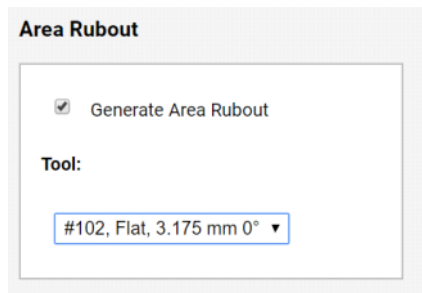 Area Rubout
Generate Area Rubout
Tool:
#102, Flat, 3.175 mm 0°